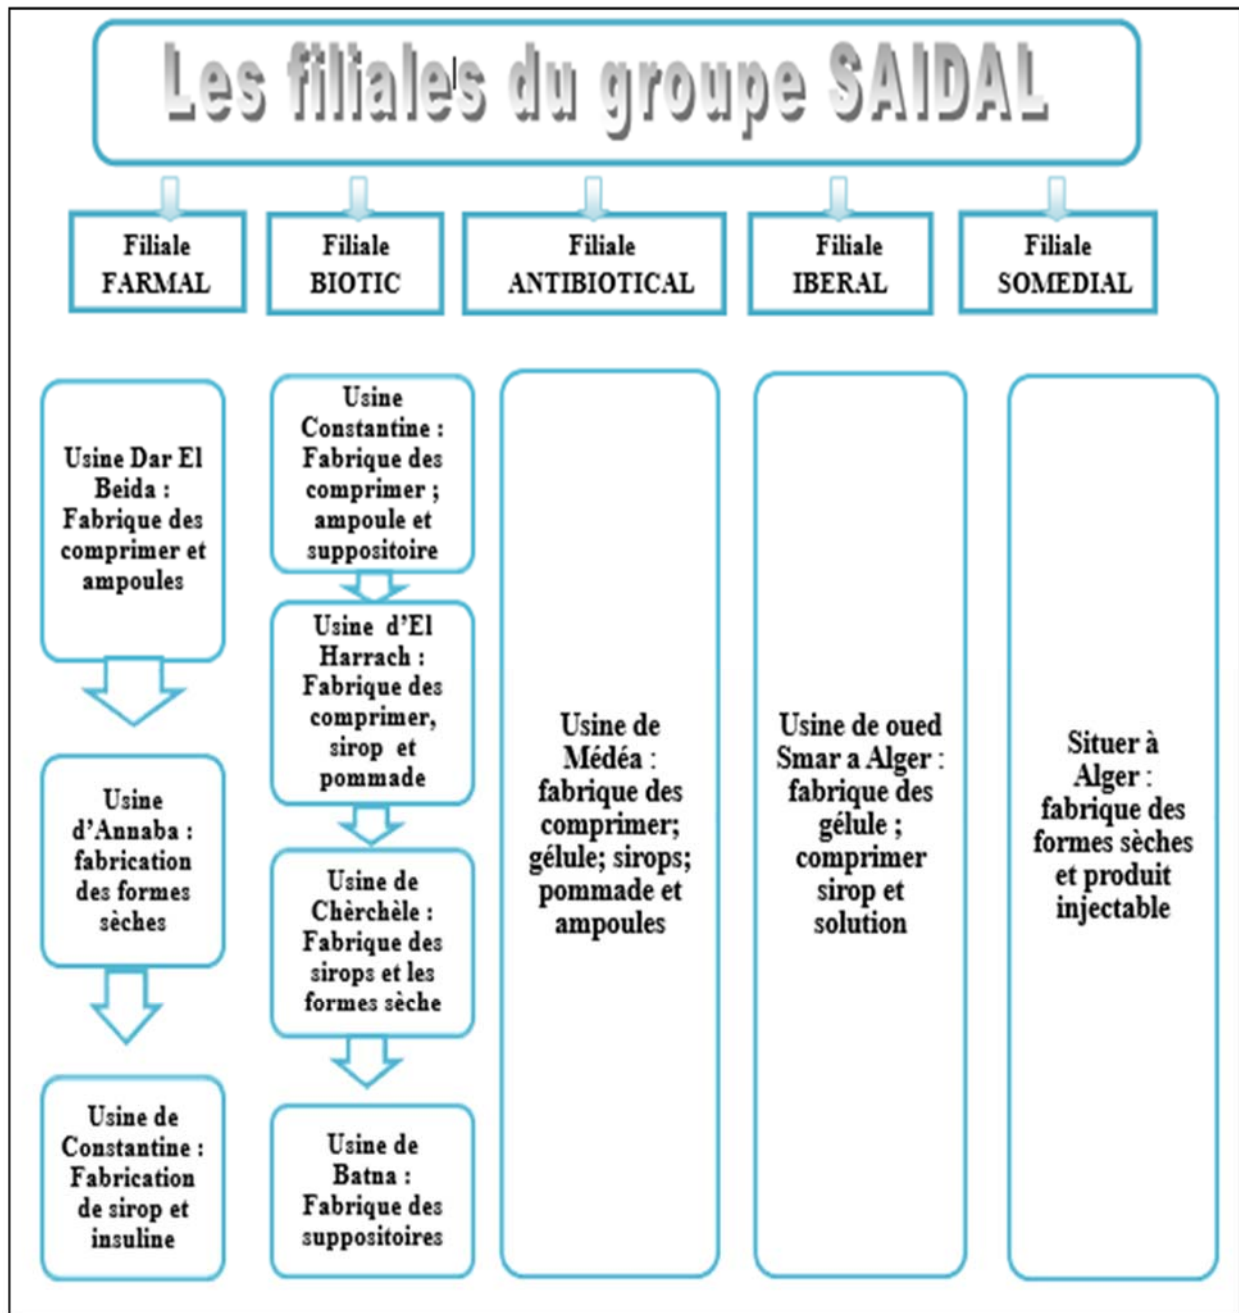 Les filiales du groupe SAIDAL
Filiale
FARMAL
Filiale
BIOTIC
Filiale
ANTIBIOTICAL
Filiale
IBERAL
Filiale
SOMEDIAL
Usine Dar El
Beida :
Fabrique des
comprimer et
ampoules
Usine
d'Annaba :
fabrication
des formes
sèches
Usine de
Constantine :
Fabrication
de sirop et
insuline
Usine
Constantine :
Fabrique des
comprimer ;
ampoule et
suppositoire
Usine d'El
Harrach :
Fabrique des
comprimer,
sirop et
pommade
Usine de
Chèrchèle :
Fabrique des
sirops et les
formes sèche
Usine de
Batna :
Fabrique des
suppositoires
Usine de
Médéa :
fabrique des
comprimer;
gélule; sirops;
pommade et
ampoules
Usine de oued
Smar a Alger :
fabrique des
gélule ;
comprimer
sirop et
solution
Situer à
Alger :
fabrique des
formes sèches
et produit
injectable